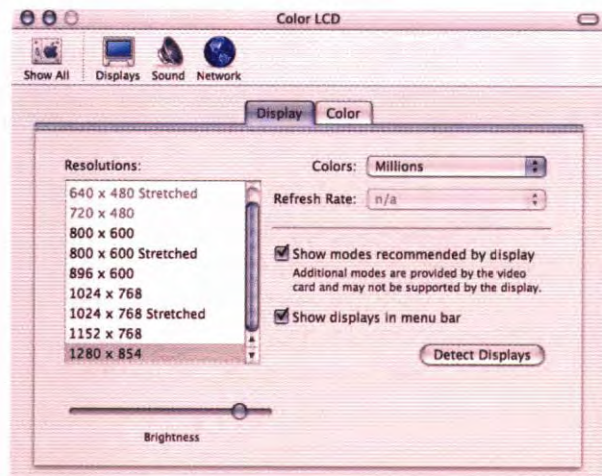 Color LCD
Show All Displays Sound Network
Display Color
Resolutions:
640 x 480 Stretched
720 x 480
800 x 600
800 x 600 Stretched
896 x 600
1024 x 768
1024 x 768 Stretched
1152 x 768
1280 x 854
Brightness
Colors: Millions
Refresh Rate: n/a
Show modes recommended by display
Additional modes are provided by the video
card and may not be supported by the display.
Show displays in menu bar
Detect Displays